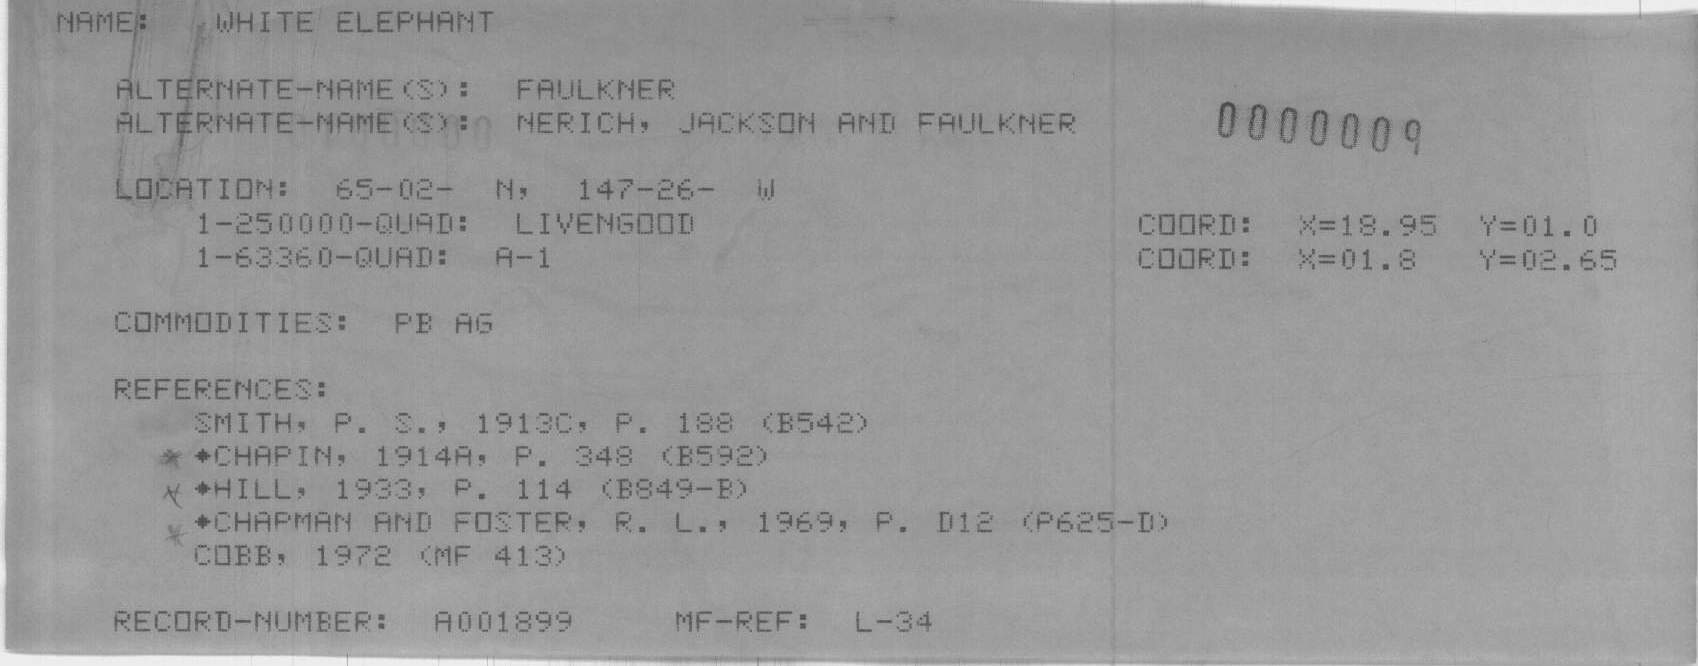 NAME: WHITE ELEPHANT
ALTERNATE-NAME(S): FAULKNER
ALTERNATE-NAME(S): NERICH, JACKSON AND FAULKNER
0000009
LOCATION: 65-02- N, 147-26- W
1-250000-QUAD: LIVENGOOD COORD: X=18.95 Y=01.0
1-63360-QUAD: A-1 COORD: X=01.8 Y=02.65
COMMODITIES: PB AG
REFERENCES:
SMITH, P. S., 1913C, P. 188 (B542)
* *CHAPIN, 1914A, P. 348 (B592)
* *HILL, 1933, P. 114 (B849-B)
* *CHAPMAN AND FOSTER, R. L., 1969, P. D12 (P625-D)
COBB, 1972 (MF 413)
RECORD-NUMBER: A001899 MF-REF: L-34